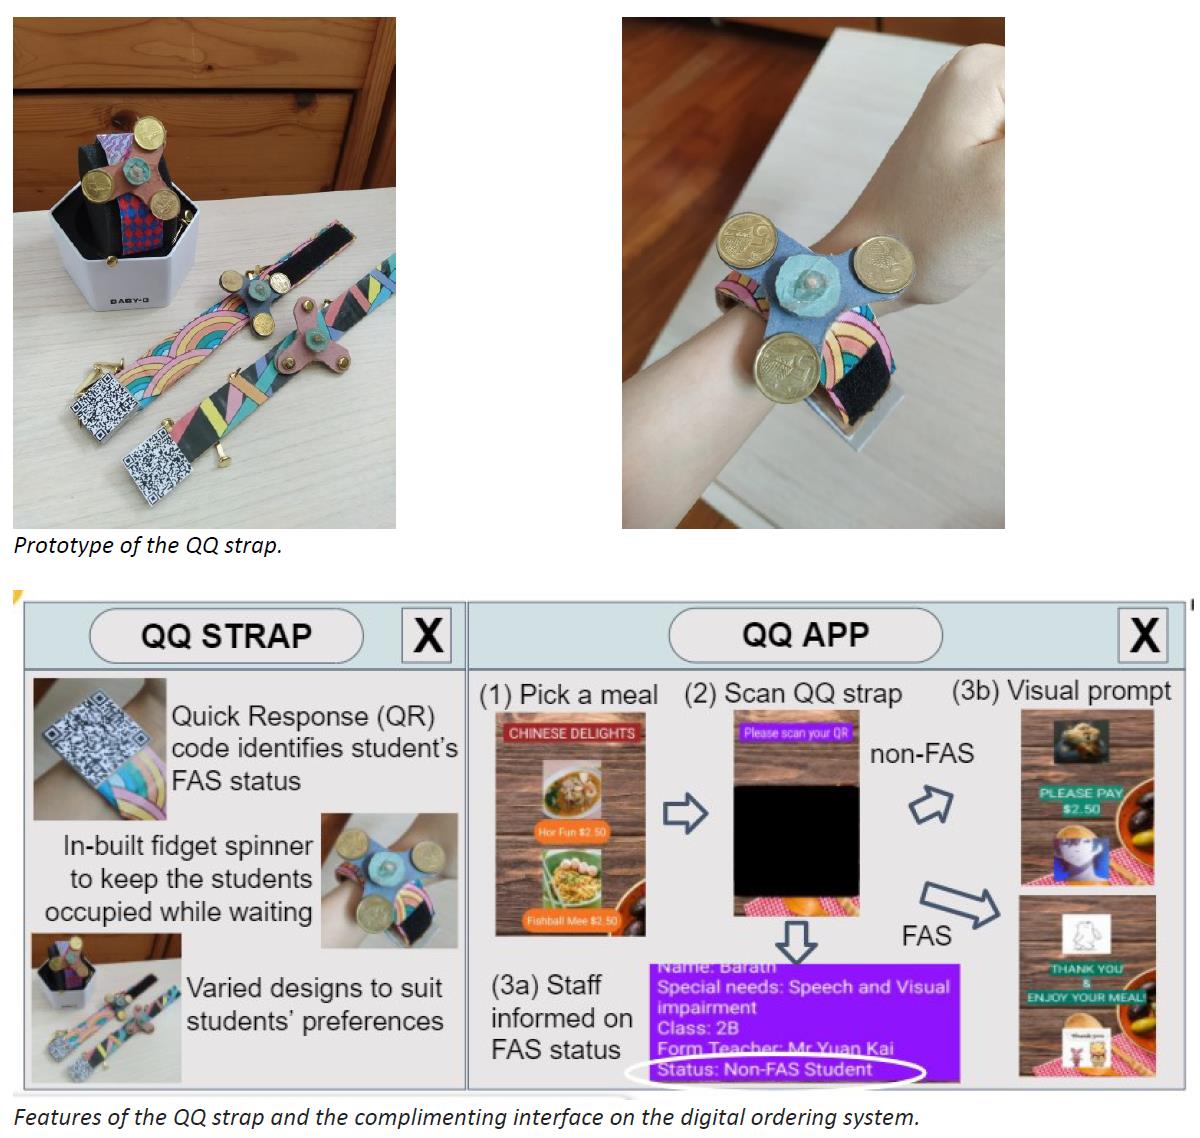 BABY-G
Prototype of the QQ strap.
QQ STRAP
X
Quick Response (QR)
code identifies student's
FAS status
In-built fidget spinner
to keep the students
occupied while waiting
Varied designs to suit
students' preferences
QQ APP
X
(1) Pick a meal
CHINESE DELIGHTS
Hor Fun $2.50
Fishball Mee $2.50
(2) Scan QQ strap
Please scan your QR
non-FAS
FAS
(3a) Staff
informed on
FAS status
Name: Barath
Special needs: Speech and Visual
impairment
Class: 2B
Form Teacher: Mr Yuan Kai
Status: Non-FAS Student
(3b) Visual prompt
PLEASE PAY
$2.50
THANK YOU
&
ENJOY YOUR MEAL!
Thank you
Features of the QQ strap and the complimenting interface on the digital ordering system.